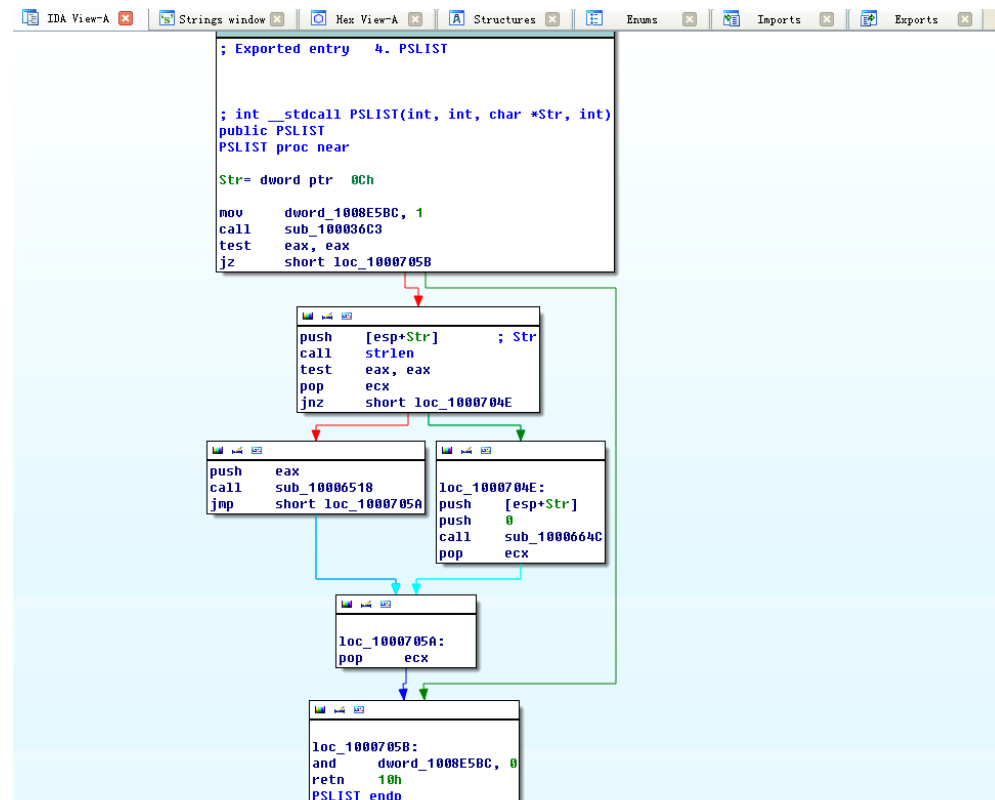 IDA View-A Strings window Hex View-A Structures Enums Imports Exports
; Exported entry 4. PSLIST
; int __stdcall PSLIST(int, int, char *Str, int)
public PSLIST
PSLIST proc near
Str= dword ptr 0Ch
mov dword_1008E5BC, 1
call sub_100036C3
test eax, eax
jz short loc_1000705B
push [esp+Str] ; Str
call strlen
test eax, eax
pop ecx
jnz short loc_1000704E
push eax
call sub_10006518
jmp short loc_1000705A
loc_1000704E:
push [esp+Str]
push 0
call sub_1000664C
pop ecx
loc_1000705A:
pop ecx
loc_1000705B:
and dword_1008E5BC, 0
retn 10h
PSLIST endp